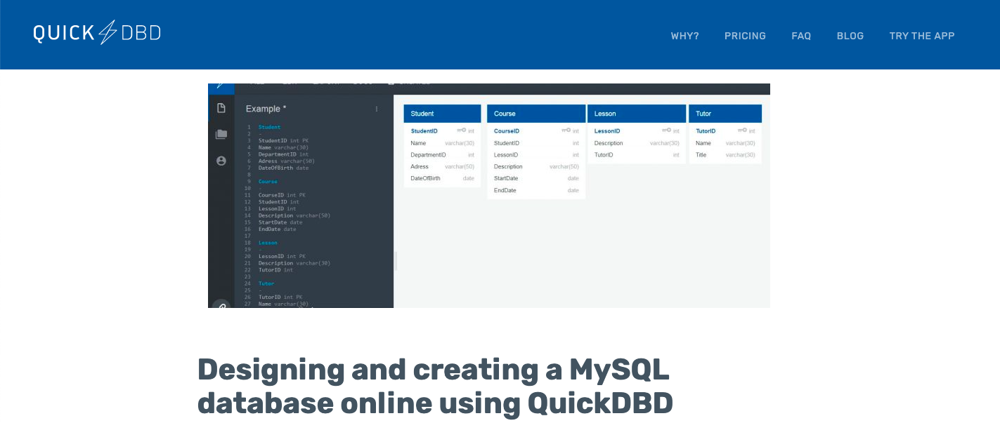 QUICK DBD
WHY? PRICING FAQ BLOG TRY THE APP
Example *
1 Student
2 -
3 StudentID int PK
4 Name varchar(30)
5 DepartmentID int
6 Adress varchar(50)
7 DateOfBirth date
8
9 Course
10 -
11 CourseID int PK
12 StudentID int
13 LessonID int
14 Description varchar(50)
15 StartDate date
16 EndDate date
17
18 Lesson
19 -
20 LessonID int PK
21 Description varchar(30)
22 TutorID int
23
24 Tutor
25 -
26 TutorID int PK
27 Name varchar(30)
Student
StudentID int
Name varchar(30)
DepartmentID int
Adress varchar(50)
DateOfBirth date
Course
CourseID int
StudentID int
LessonID int
Description varchar(50)
StartDate date
EndDate date
Lesson
LessonID int
Description varchar(30)
TutorID int
Tutor
TutorID int
Name varchar(30)
Title varchar(30)
Designing and creating a MySQL
database online using QuickDBD